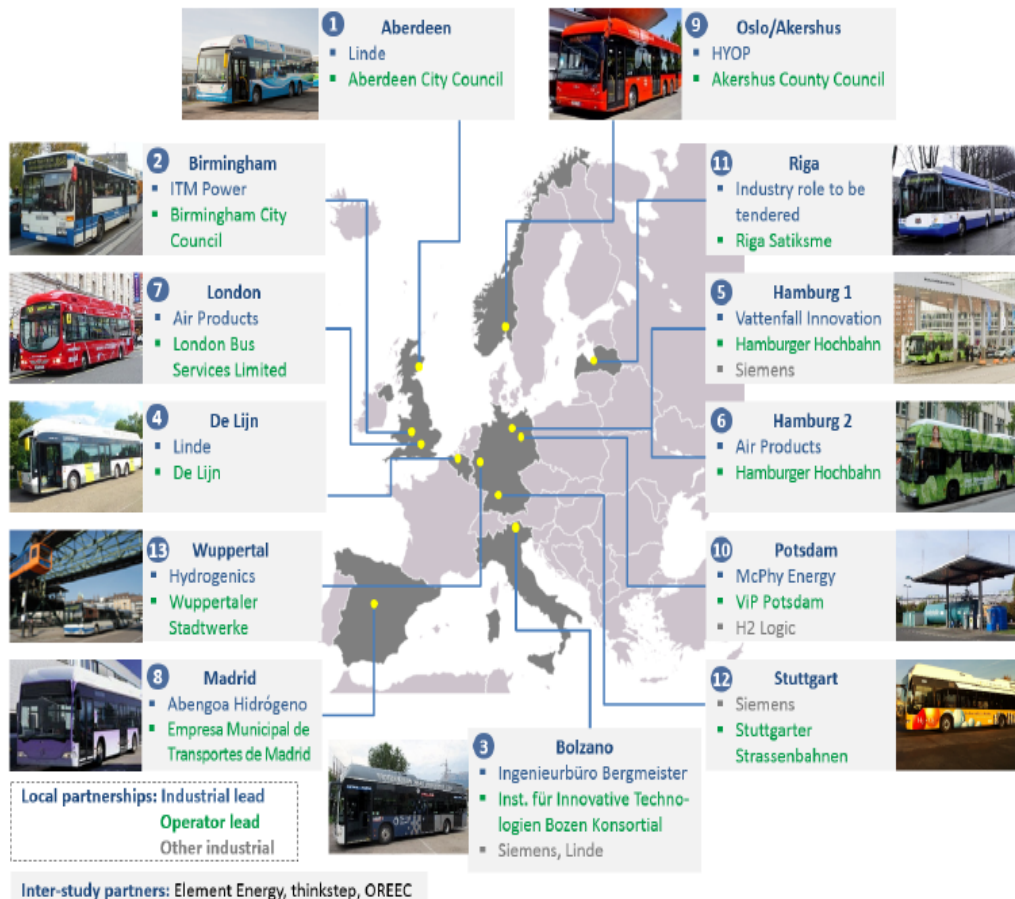 1 Aberdeen
Linde
Aberdeen City Council
9 Oslo/Akershus
HYOP
Akershus County Council
2 Birmingham
ITM Power
Birmingham City
Council
11 Riga
Industry role to be
tendered
Riga Satiksme
7 London
Air Products
London Bus
Services Limited
5 Hamburg 1
Vattenfall Innovation
Hamburger Hochbahn
Siemens
4 De Lijn
Linde
De Lijn
6 Hamburg 2
Air Products
Hamburger Hochbahn
13 Wuppertal
Hydrogenics
Wuppertaler
Stadtwerke
10 Potsdam
McPhy Energy
ViP Potsdam
H2 Logic
8 Madrid
Abengoa Hidrógeno
Empresa Municipal de
Transportes de Madrid
12 Stuttgart
Siemens
Stuttgarter
Strassenbahnen
3 Bolzano
Ingenieurbüro Bergmeister
Inst. für Innovative Techno-
logien Bozen Konsortial
Siemens, Linde
Local partnerships: Industrial lead
Operator lead
Other industrial
Inter-study partners: Element Energy, thinkstep, OREEC